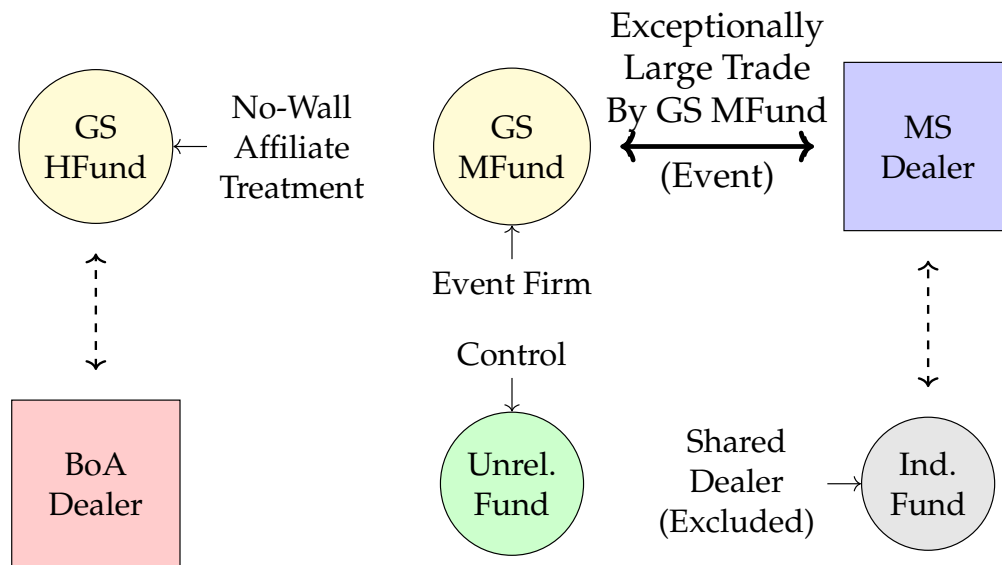 GS
HFund
No-Wall
Affiliate
Treatment
GS
MFund
Exceptionally
Large Trade
By GS MFund
(Event)
MS
Dealer
Event Firm
Control
BoA
Dealer
Unrel.
Fund
Shared
Dealer
(Excluded)
Ind.
Fund